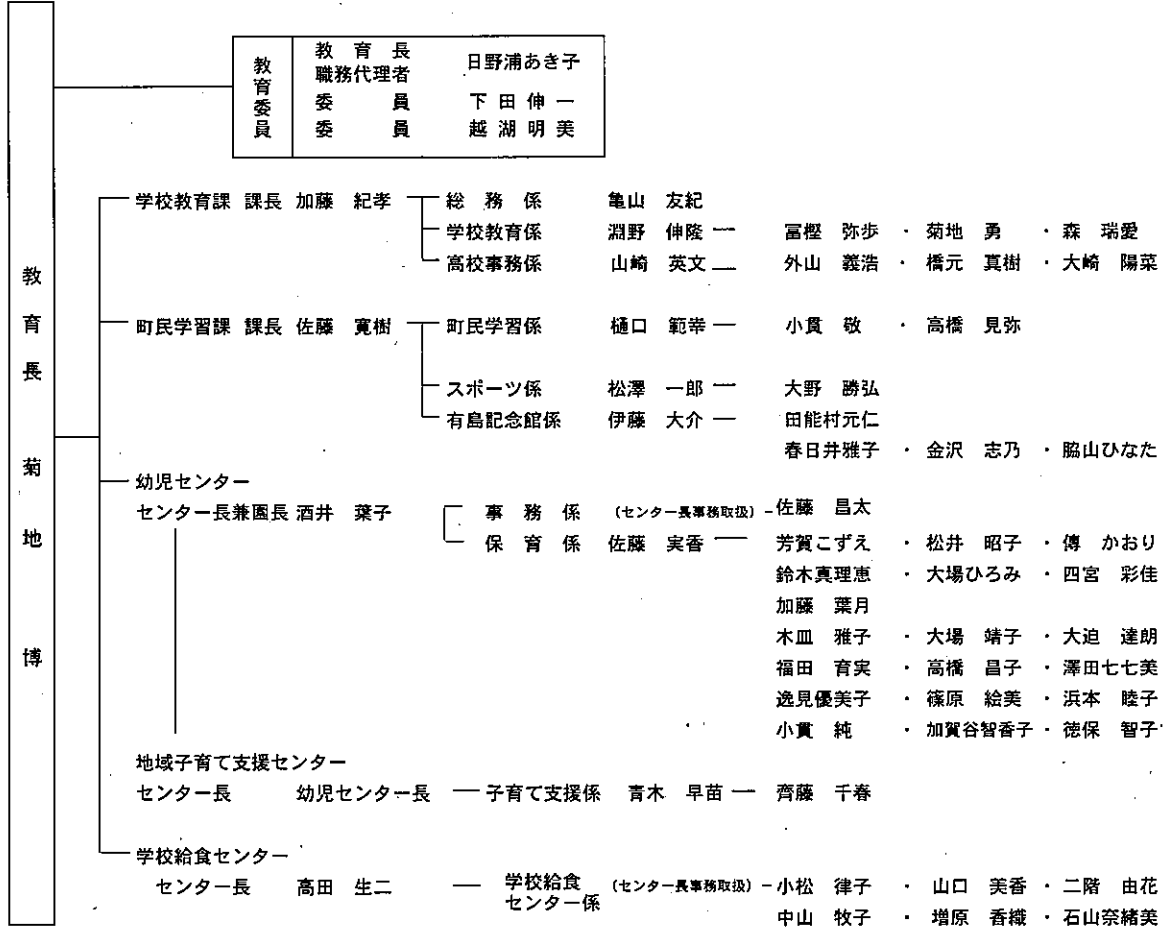 教育長 菊地 博
教育委員
教育長職務代理者 日野浦あき子
委員 下田伸一
委員 越湖明美
学校教育課 課長 加藤 紀孝
総務係 亀山 友紀
学校教育係 淵野 伸隆 冨樫 弥歩・菊地 勇・森 瑞愛
高校事務係 山崎 英文 外山 義浩・橋元 真樹・大崎 陽菜
町民学習課 課長 佐藤 寛樹
町民学習係 樋口 範幸 小貫 敬・高橋 見弥
スポーツ係 松澤 一郎 大野 勝弘
有島記念館係 伊藤 大介 田能村元仁
春日井雅子・金沢 志乃・脇山ひなた
幼児センター
センター長兼園長 酒井 葉子
事務係 (センター長事務取扱) 佐藤 昌太
保育係 佐藤 実香 芳賀こずえ・松井 昭子・傳 かおり
鈴木真理恵・大場ひろみ・四宮 彩佳
加藤 葉月
木皿 雅子・大場 靖子・大迫 達朗
福田 育実・高橋 昌子・澤田七七美
逸見優美子・篠原 絵美・浜本 睦子
小貫 純・加賀谷智香子・徳保 智子
地域子育て支援センター
センター長 幼児センター長 子育て支援係 青木 早苗 齊藤 千春
学校給食センター
センター長 高田 生二 学校給食センター係 (センター長事務取扱) 小松 律子・山口 美香・二階 由花
中山 牧子・増原 香織・石山奈緒美